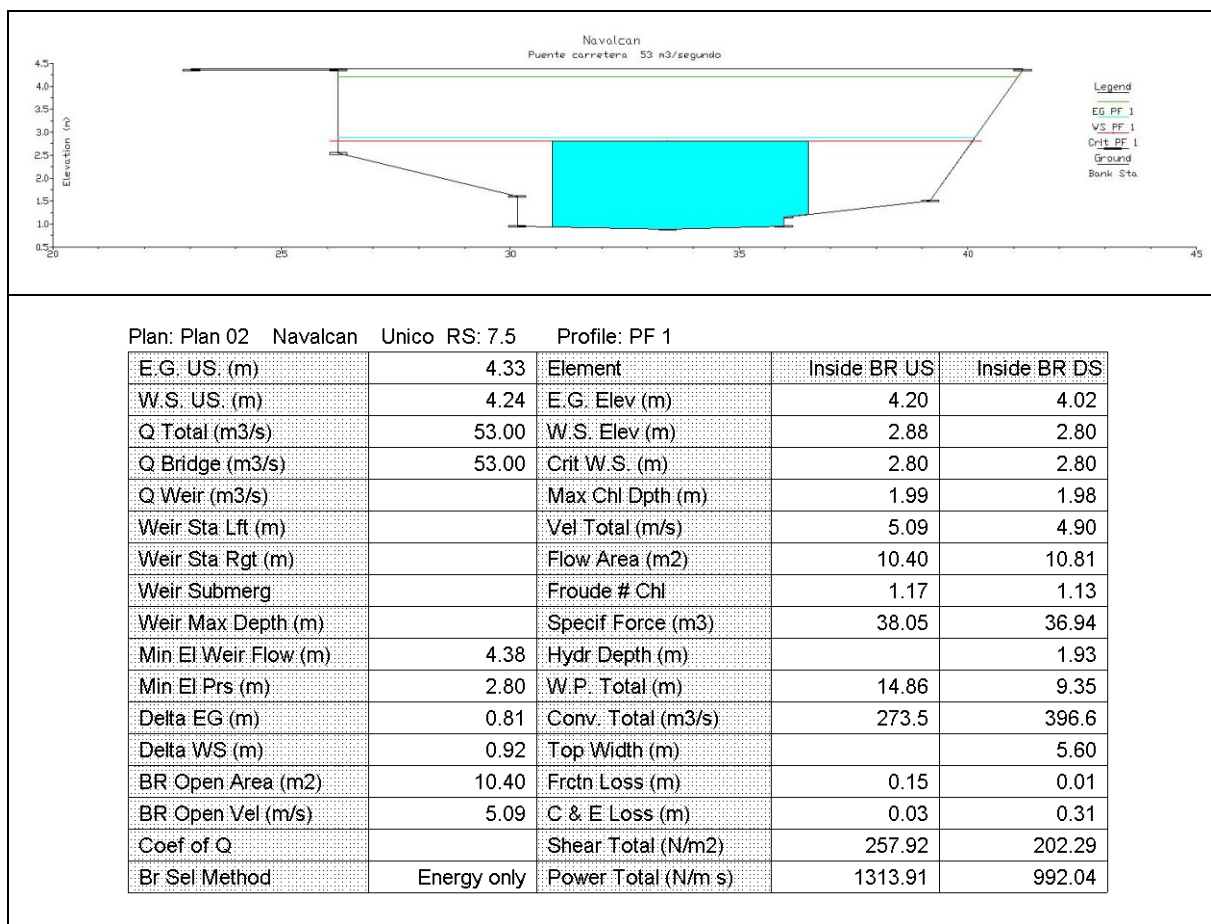 Navalcan
Puente carretera 53 m3/segundo
Elevation (m)
4.5
4.0
3.5
3.0
2.5
2.0
1.5
1.0
0.5
20 25 30 35 40 45
Legend
EG PF 1
WS PF 1
Crit PF 1
Ground
Bank Sta
Plan: Plan 02 Navalcan Unico RS: 7.5 Profile: PF 1
E.G. US. (m) 4.33 Element Inside BR US Inside BR DS
W.S. US. (m) 4.24 E.G. Elev (m) 4.20 4.02
Q Total (m3/s) 53.00 W.S. Elev (m) 2.88 2.80
Q Bridge (m3/s) 53.00 Crit W.S. (m) 2.80 2.80
Q Weir (m3/s) Max Chl Dpth (m) 1.99 1.98
Weir Sta Lft (m) Vel Total (m/s) 5.09 4.90
Weir Sta Rgt (m) Flow Area (m2) 10.40 10.81
Weir Submerg Froude # Chl 1.17 1.13
Weir Max Depth (m) Specif Force (m3) 38.05 36.94
Min El Weir Flow (m) 4.38 Hydr Depth (m) 1.93
Min El Prs (m) 2.80 W.P. Total (m) 14.86 9.35
Delta EG (m) 0.81 Conv. Total (m3/s) 273.5 396.6
Delta WS (m) 0.92 Top Width (m) 5.60
BR Open Area (m2) 10.40 Frctn Loss (m) 0.15 0.01
BR Open Vel (m/s) 5.09 C & E Loss (m) 0.03 0.31
Coef of Q Shear Total (N/m2) 257.92 202.29
Br Sel Method Energy only Power Total (N/m s) 1313.91 992.04